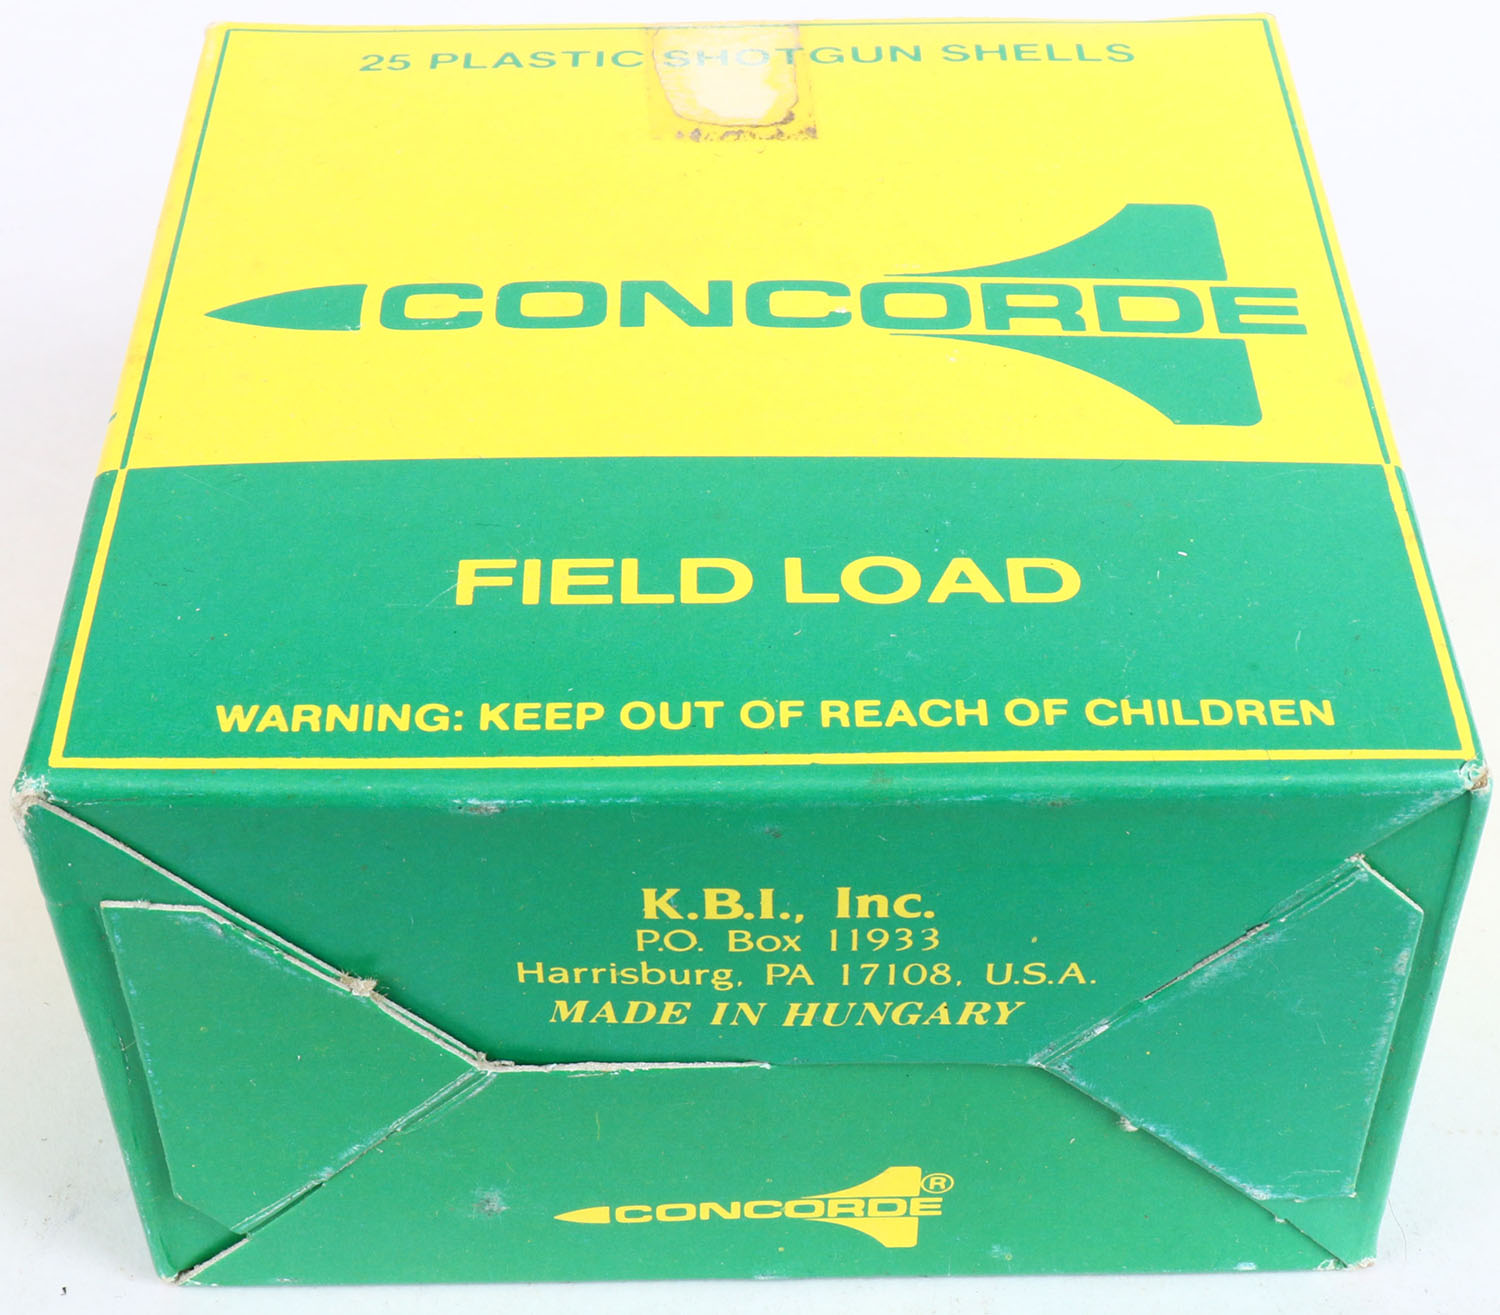 25 PLASTIC SHOTGUN SHELLS
CONCORDE
FIELD LOAD
WARNING: KEEP OUT OF REACH OF CHILDREN
K.B.I., Inc.
P.O. Box 11933
Harrisburg, PA 17108, U.S.A.
MADE IN HUNGARY
CONCORDE®